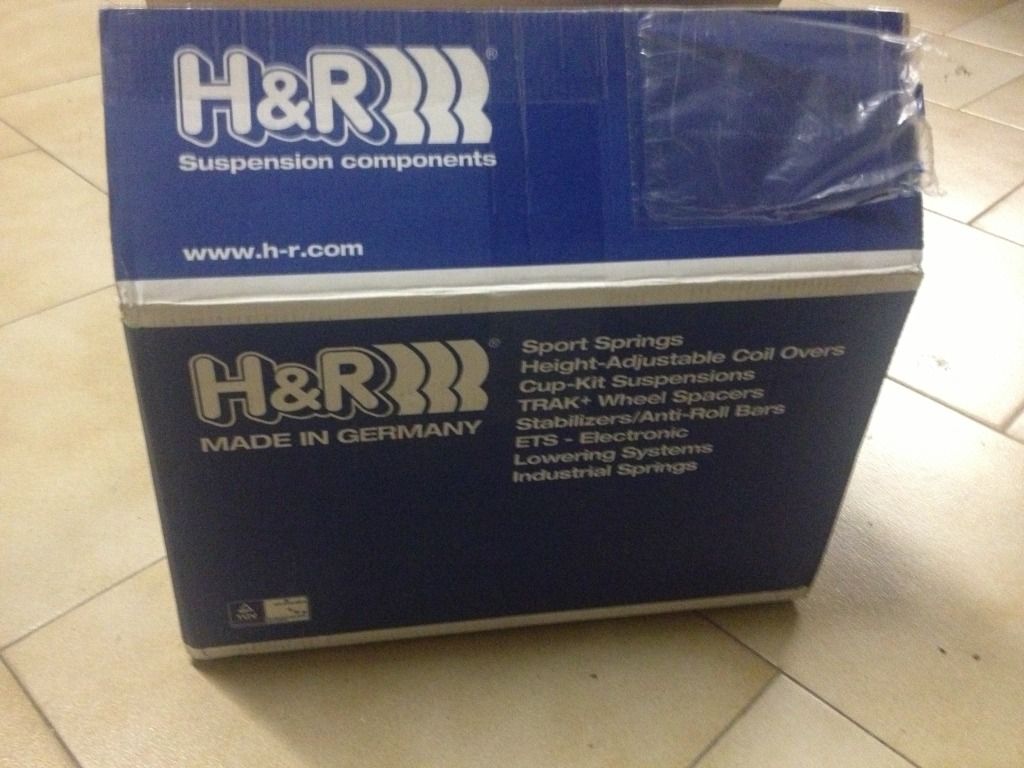 H&R®
Suspension components
www.h-r.com
H&R®
MADE IN GERMANY
Sport Springs
Height-Adjustable Coil Overs
Cup-Kit Suspensions
TRAK+ Wheel Spacers
Stabilizers/Anti-Roll Bars
ETS - Electronic
Lowering Systems
Industrial Springs